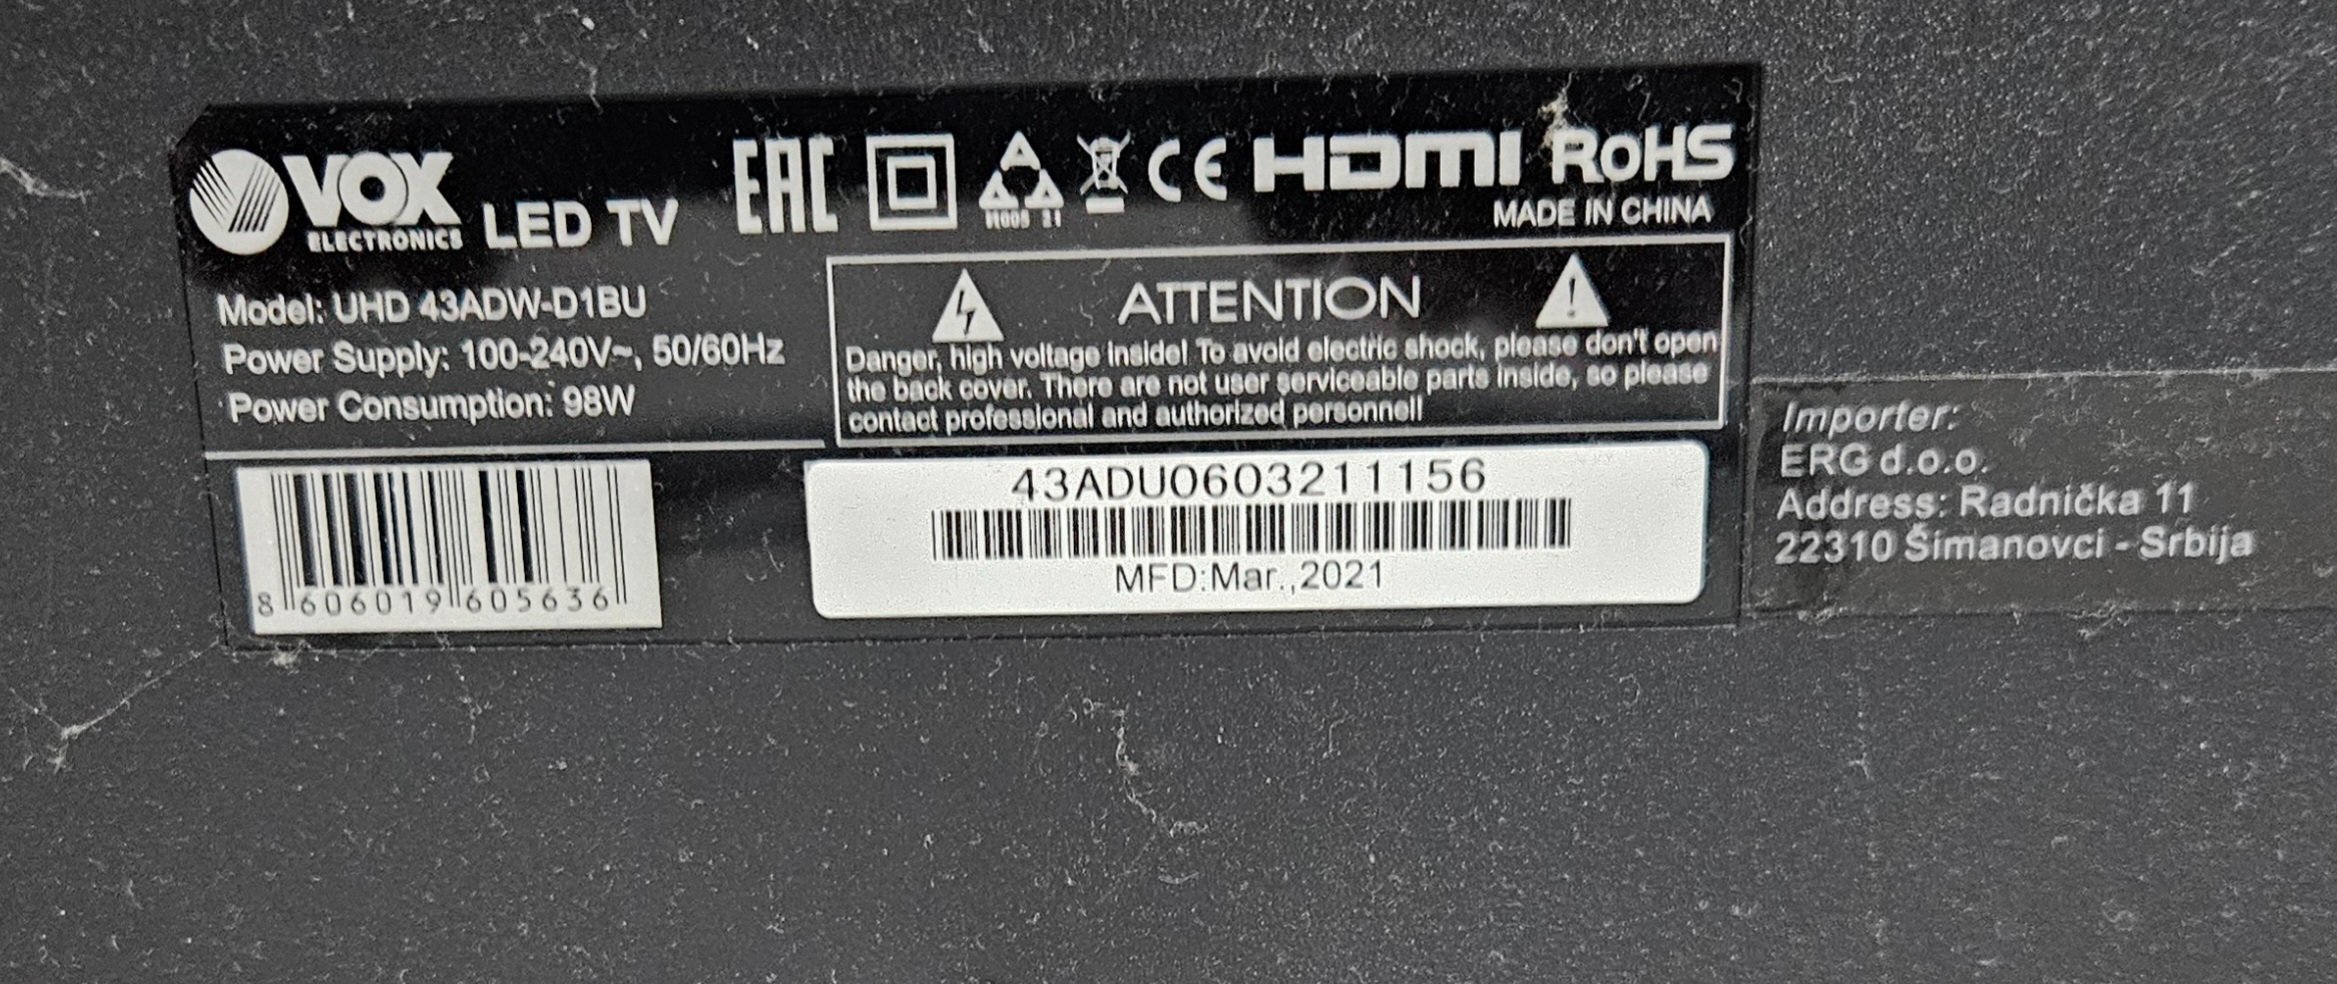 VOX
ELECTRONICS
LED TV
EAC
CE HDMI RoHS
MADE IN CHINA
Model: UHD 43ADW-D1BU
Power Supply: 100-240V~, 50/60Hz
Power Consumption: 98W
ATTENTION
Danger, high voltage inside! To avoid electric shock, please don't open
the back cover. There are not user serviceable parts inside, so please
contact professional and authorized personnel!
8 606019 605636
43ADU0603211156
MFD:Mar.,2021
Importer:
ERG d.o.o.
Address: Radnička 11
22310 Šimanovci - Srbija